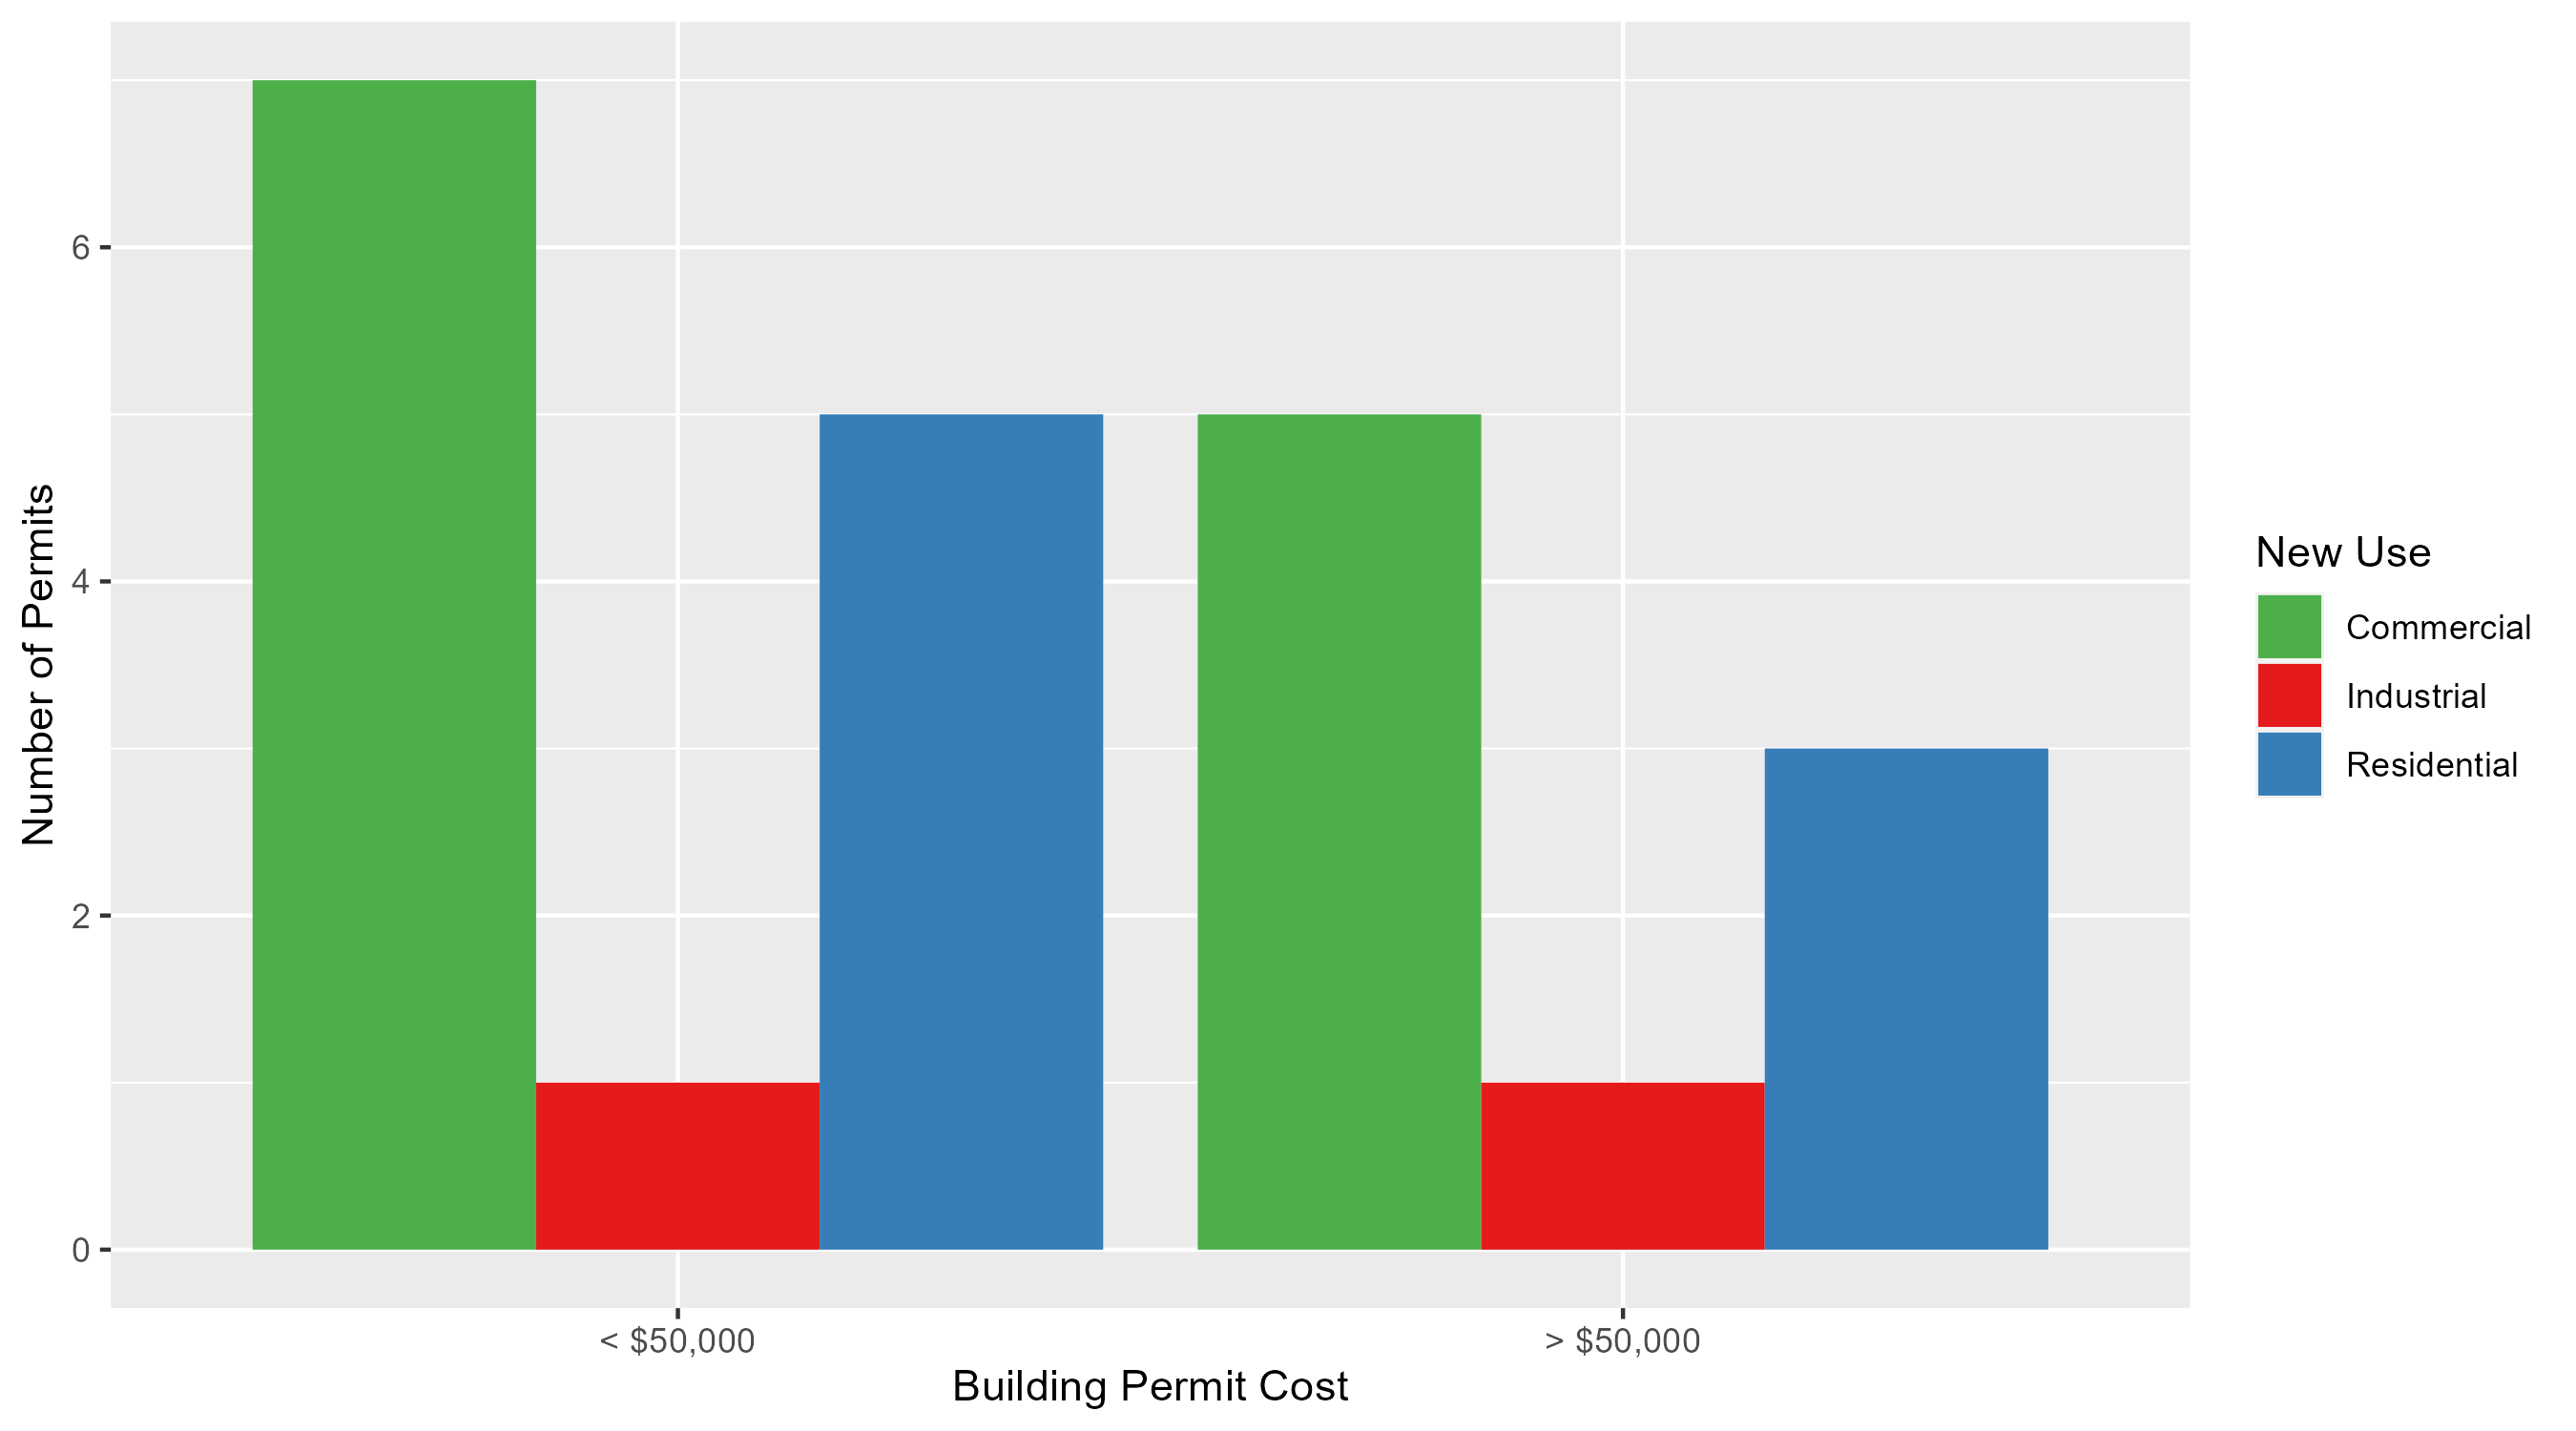 Number of Permits
6
4
2
0
< $50,000
> $50,000
Building Permit Cost
New Use
Commercial
Industrial
Residential